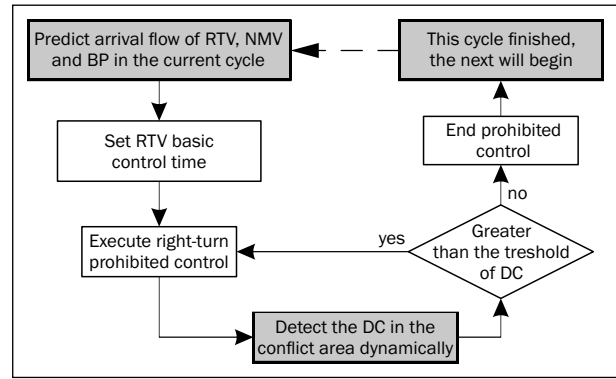 Predict arrival flow of RTV, NMV
and BP in the current cycle
This cycle finished,
the next will begin
Set RTV basic
control time
End prohibited
control
no
yes
Greater
than the treshold
of DC
Execute right-turn
prohibited control
Detect the DC in the
conflict area dynamically